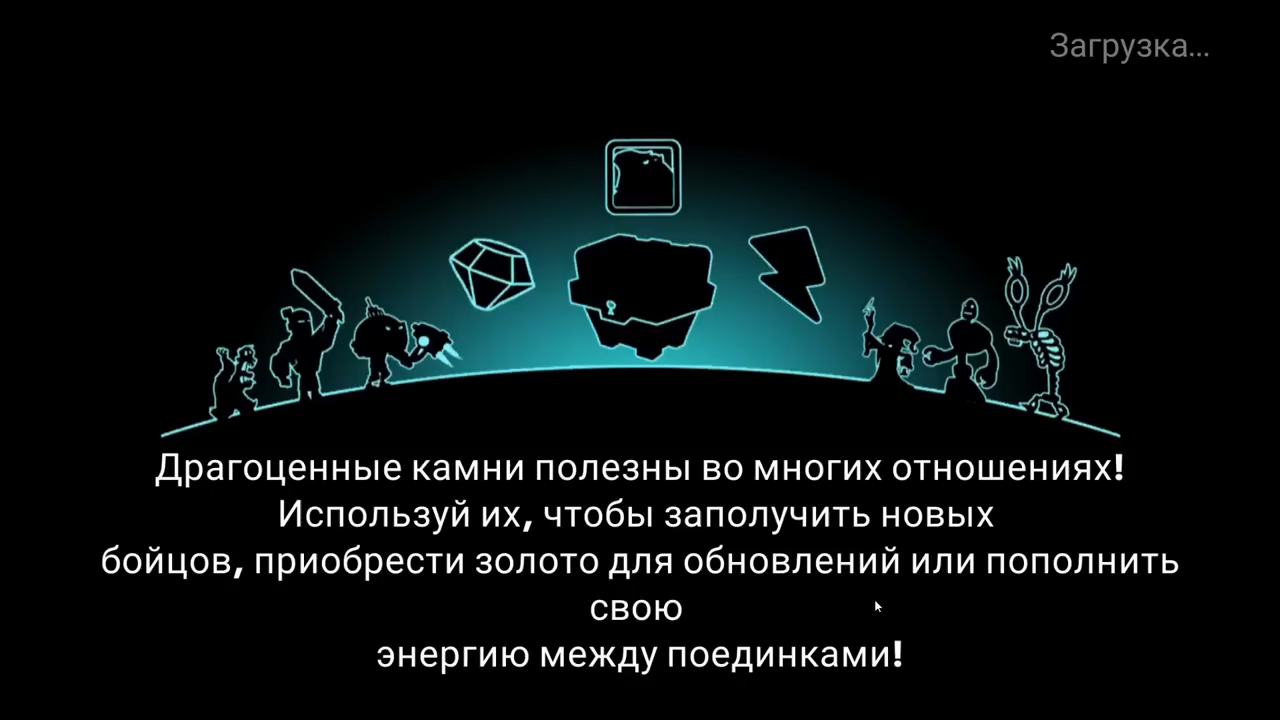 Загрузка...
Драгоценные камни полезны во многих отношениях!
Используй их, чтобы заполучить новых
бойцов, приобрести золото для обновлений или пополнить
свою
энергию между поединками!